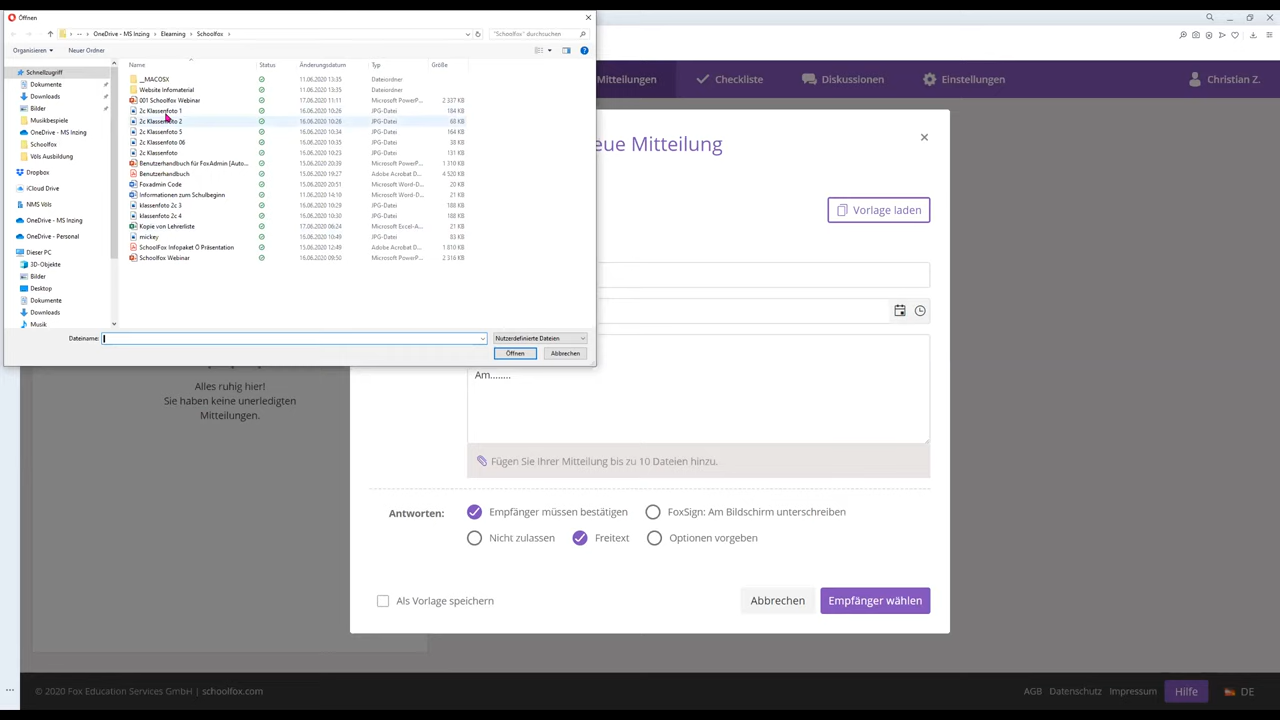 Öffnen
OneDrive - MS Inzing > Elearning > Schoolfox >
"Schoolfox" durchsuchen
Organisieren
Neuer Ordner
Name Status Änderungsdatum Typ Größe
__MACOSX 11.06.2020 13:35 Dateiordner
Website Infomaterial 11.06.2020 13:35 Dateiordner
001 Schoolfox Webinar 17.06.2020 11:11 Microsoft PowerP... 2 337 KB
2c Klassenfoto 1 16.06.2020 10:26 JPG-Datei 184 KB
2c Klassenfoto 2 16.06.2020 10:26 JPG-Datei 68 KB
2c Klassenfoto 5 16.06.2020 10:34 JPG-Datei 164 KB
2c Klassenfoto 06 16.06.2020 10:35 JPG-Datei 38 KB
2c Klassenfoto 16.06.2020 10:23 JPG-Datei 131 KB
Benutzerhandbuch für FoxAdmin [Auto... 15.06.2020 20:39 Microsoft PowerP... 1 310 KB
Benutzerhandbuch 15.06.2020 19:27 Adobe Acrobat D... 4 520 KB
Foxadmin Code 15.06.2020 20:51 Microsoft Word-D... 20 KB
Informationen zum Schulbeginn 11.06.2020 14:10 Microsoft Word-D... 21 KB
klassenfoto 2c 3 16.06.2020 10:29 JPG-Datei 188 KB
klassenfoto 2c 4 16.06.2020 10:30 JPG-Datei 188 KB
Kopie von Lehrerliste 17.06.2020 06:24 Microsoft Excel-A... 21 KB
mickey 16.06.2020 10:49 JPG-Datei 83 KB
SchoolFox Infopaket Ö Präsentation 15.06.2020 12:49 Adobe Acrobat D... 1 810 KB
Schoolfox Webinar 16.06.2020 09:50 Microsoft PowerP... 2 316 KB
Schnellzugriff
Dokumente
Downloads
Bilder
Musikbespiele
OneDrive - MS Inzing
Schoolfox
Völs Ausbildung
Dropbox
iCloud Drive
NMS Völs
OneDrive - MS Inzing
OneDrive - Personal
Dieser PC
3D-Objekte
Bilder
Desktop
Dokumente
Downloads
Musik
Dateiname:
Nutzerdefinierte Dateien
Öffnen
Abbrechen
Mitteilungen
Checkliste
Diskussionen
Einstellungen
Christian Z.
eue Mitteilung
Vorlage laden
Am........
Fügen Sie Ihrer Mitteilung bis zu 10 Dateien hinzu.
Alles ruhig hier!
Sie haben keine unerledigten
Mitteilungen.
Antworten:
Empfänger müssen bestätigen
FoxSign: Am Bildschirm unterschreiben
Nicht zulassen
Freitext
Optionen vorgeben
Als Vorlage speichern
Abbrechen
Empfänger wählen
© 2020 Fox Education Services GmbH | schoolfox.com
AGB
Datenschutz
Impressum
Hilfe
DE